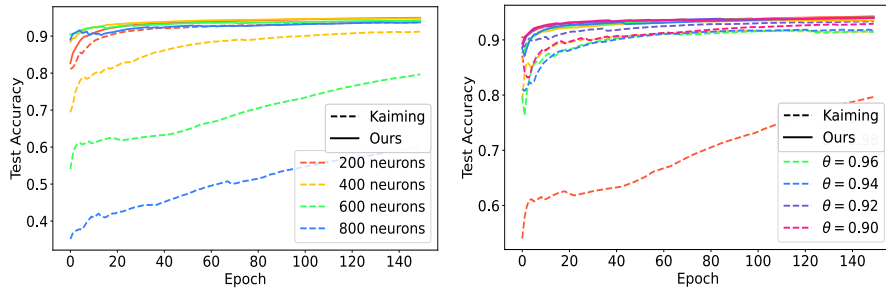 Test Accuracy
0.9
0.8
0.7
0.6
0.5
0.4
0 20 40 60 80 100 120 140
Epoch
Kaiming
Ours
200 neurons
400 neurons
600 neurons
800 neurons
Test Accuracy
0.9
0.8
0.7
0.6
0 20 40 60 80 100 120 140
Epoch
Kaiming
Ours
θ = 0.96
θ = 0.94
θ = 0.92
θ = 0.90